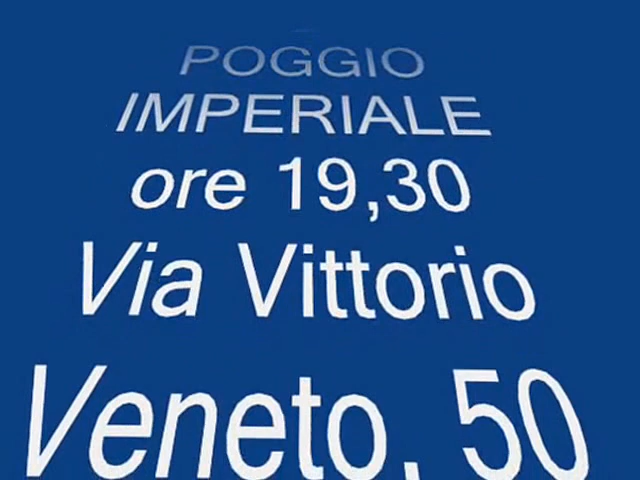 POGGIO
IMPERIALE
ore 19,30
Via Vittorio
Veneto, 50